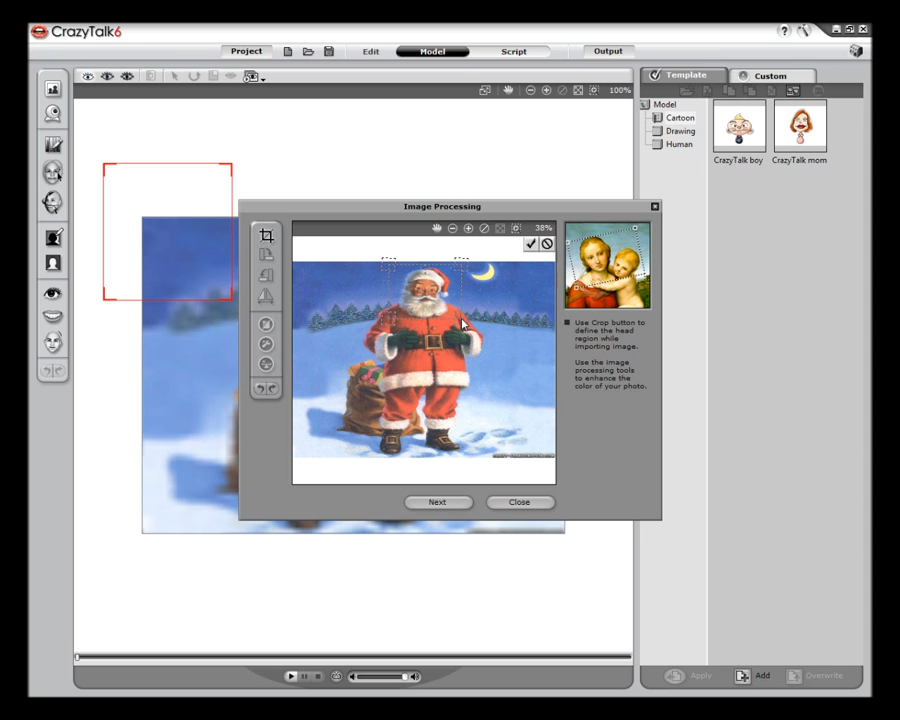 CrazyTalk6
Project
Edit
Model
Script
Output
100%
Template
Custom
Model
Cartoon
Drawing
Human
CrazyTalk boy
CrazyTalk mom
Image Processing
38%
Use Crop button to
define the head
region while
importing image.
Use the image
processing tools
to enhance the
color of your photo.
Next
Close
Apply
Add
Overwrite